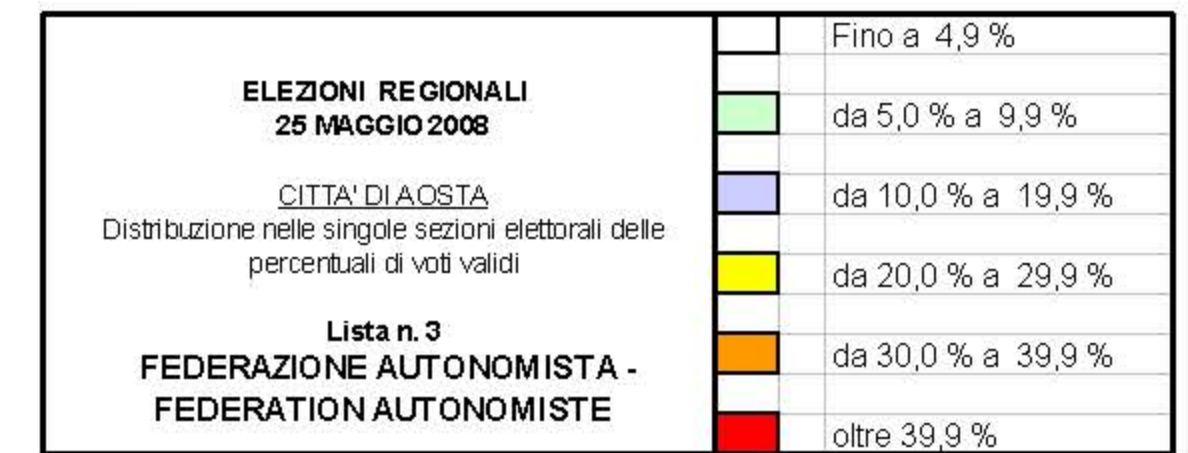 ELEZIONI REGIONALI
25 MAGGIO 2008
CITTA' DI AOSTA
Distribuzione nelle singole sezioni elettorali delle
percentuali di voti validi
Lista n. 3
FEDERAZIONE AUTONOMISTA -
FEDERATION AUTONOMISTE
Fino a 4,9 %
da 5,0 % a 9,9 %
da 10,0 % a 19,9 %
da 20,0 % a 29,9 %
da 30,0 % a 39,9 %
oltre 39,9 %